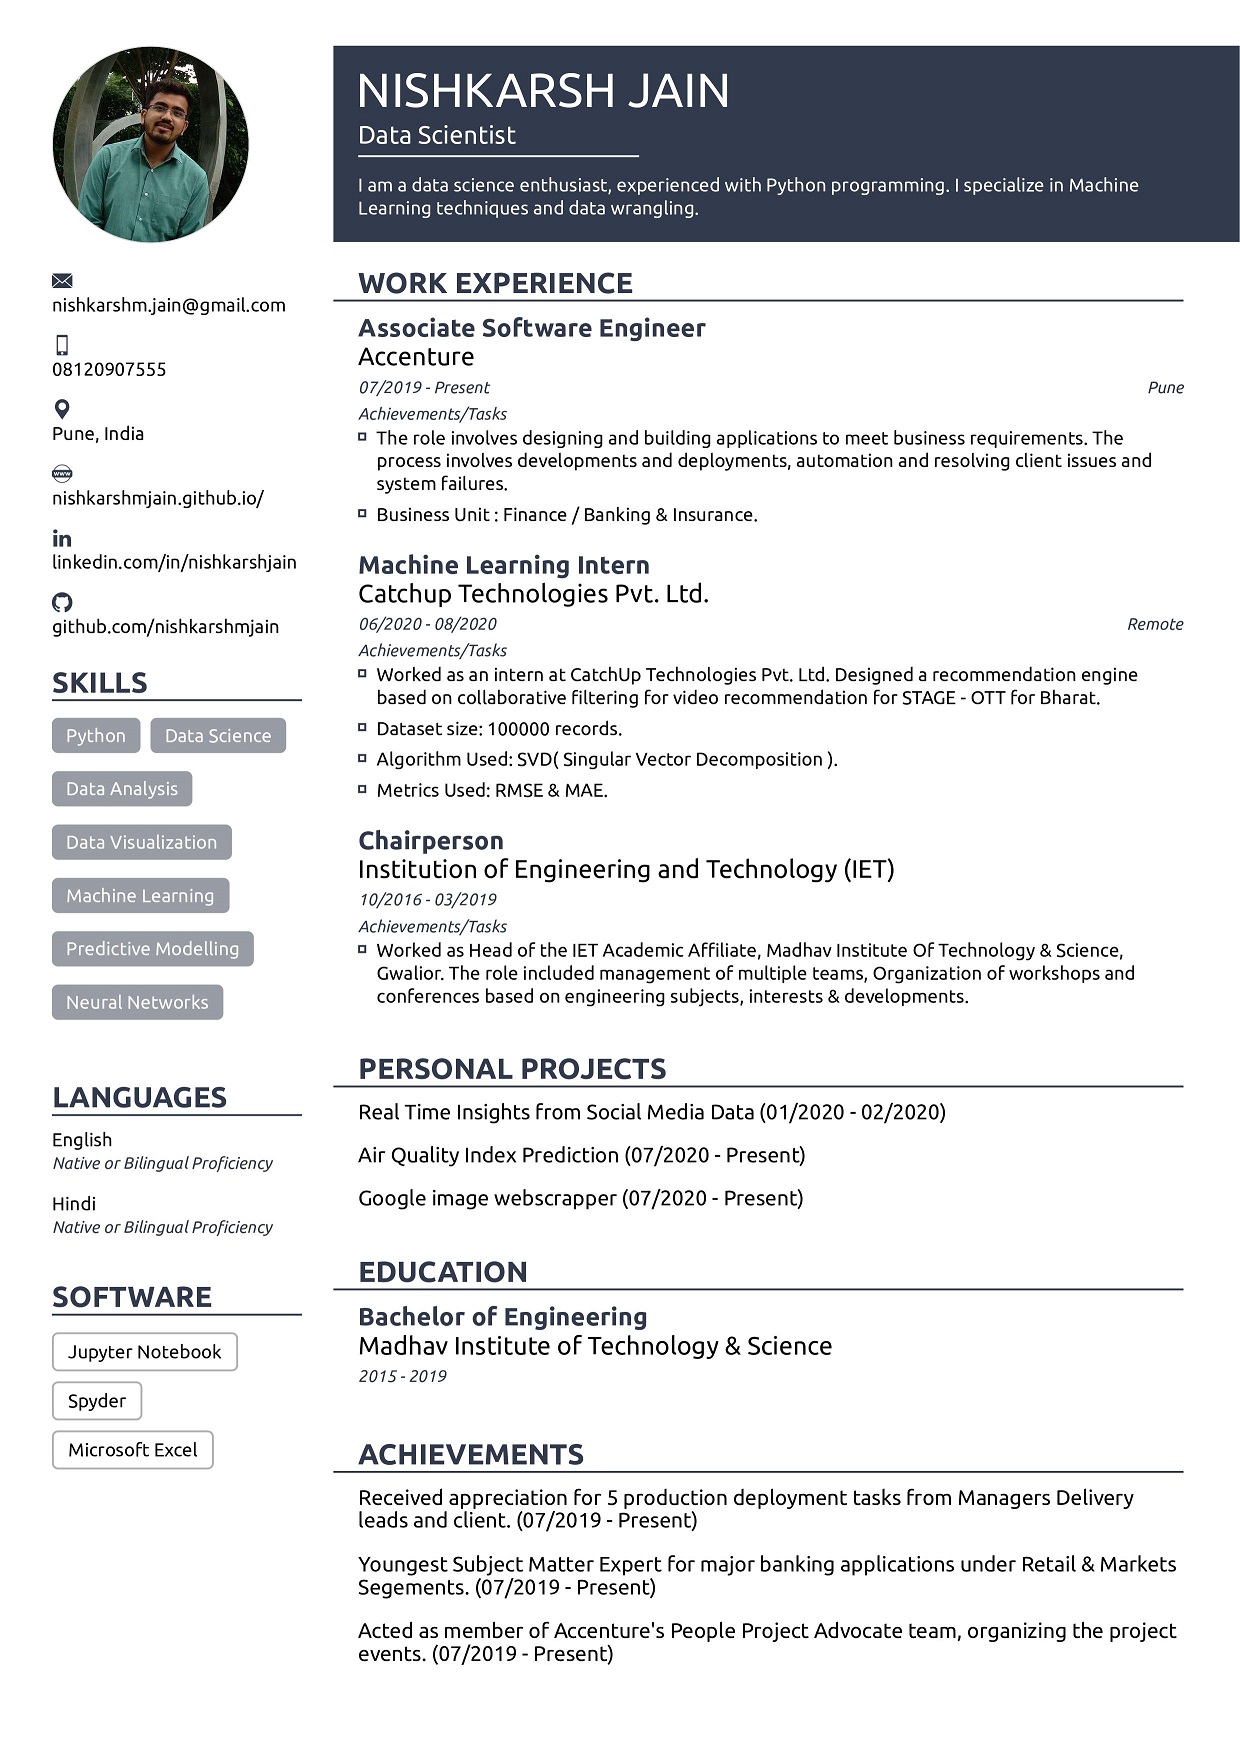 NISHKARSH JAIN
Data Scientist
I am a data science enthusiast, experienced with Python programming. I specialize in Machine
Learning techniques and data wrangling.
nishkarshm.jain@gmail.com
08120907555
Pune, India
www
nishkarshmjain.github.io/
in
linkedin.com/in/nishkarshjain
github.com/nishkarshmjain
SKILLS
Python
Data Science
Data Analysis
Data Visualization
Machine Learning
Predictive Modelling
Neural Networks
LANGUAGES
English
Native or Bilingual Proficiency
Hindi
Native or Bilingual Proficiency
SOFTWARE
Jupyter Notebook
Spyder
Microsoft Excel
WORK EXPERIENCE
Associate Software Engineer
Accenture
07/2019 - Present
Pune
Achievements/Tasks
The role involves designing and building applications to meet business requirements. The
process involves developments and deployments, automation and resolving client issues and
system failures.
Business Unit : Finance / Banking & Insurance.
Machine Learning Intern
Catchup Technologies Pvt. Ltd.
06/2020 - 08/2020
Remote
Achievements/Tasks
Worked as an intern at CatchUp Technologies Pvt. Ltd. Designed a recommendation engine
based on collaborative filtering for video recommendation for STAGE - OTT for Bharat.
Dataset size: 100000 records.
Algorithm Used: SVD( Singular Vector Decomposition ).
Metrics Used: RMSE & MAE.
Chairperson
Institution of Engineering and Technology (IET)
10/2016 - 03/2019
Achievements/Tasks
Worked as Head of the IET Academic Affiliate, Madhav Institute Of Technology & Science,
Gwalior. The role included management of multiple teams, Organization of workshops and
conferences based on engineering subjects, interests & developments.
PERSONAL PROJECTS
Real Time Insights from Social Media Data (01/2020 - 02/2020)
Air Quality Index Prediction (07/2020 - Present)
Google image webscrapper (07/2020 - Present)
EDUCATION
Bachelor of Engineering
Madhav Institute of Technology & Science
2015 - 2019
ACHIEVEMENTS
Received appreciation for 5 production deployment tasks from Managers Delivery
leads and client. (07/2019 - Present)
Youngest Subject Matter Expert for major banking applications under Retail & Markets
Segements. (07/2019 - Present)
Acted as member of Accenture's People Project Advocate team, organizing the project
events. (07/2019 - Present)